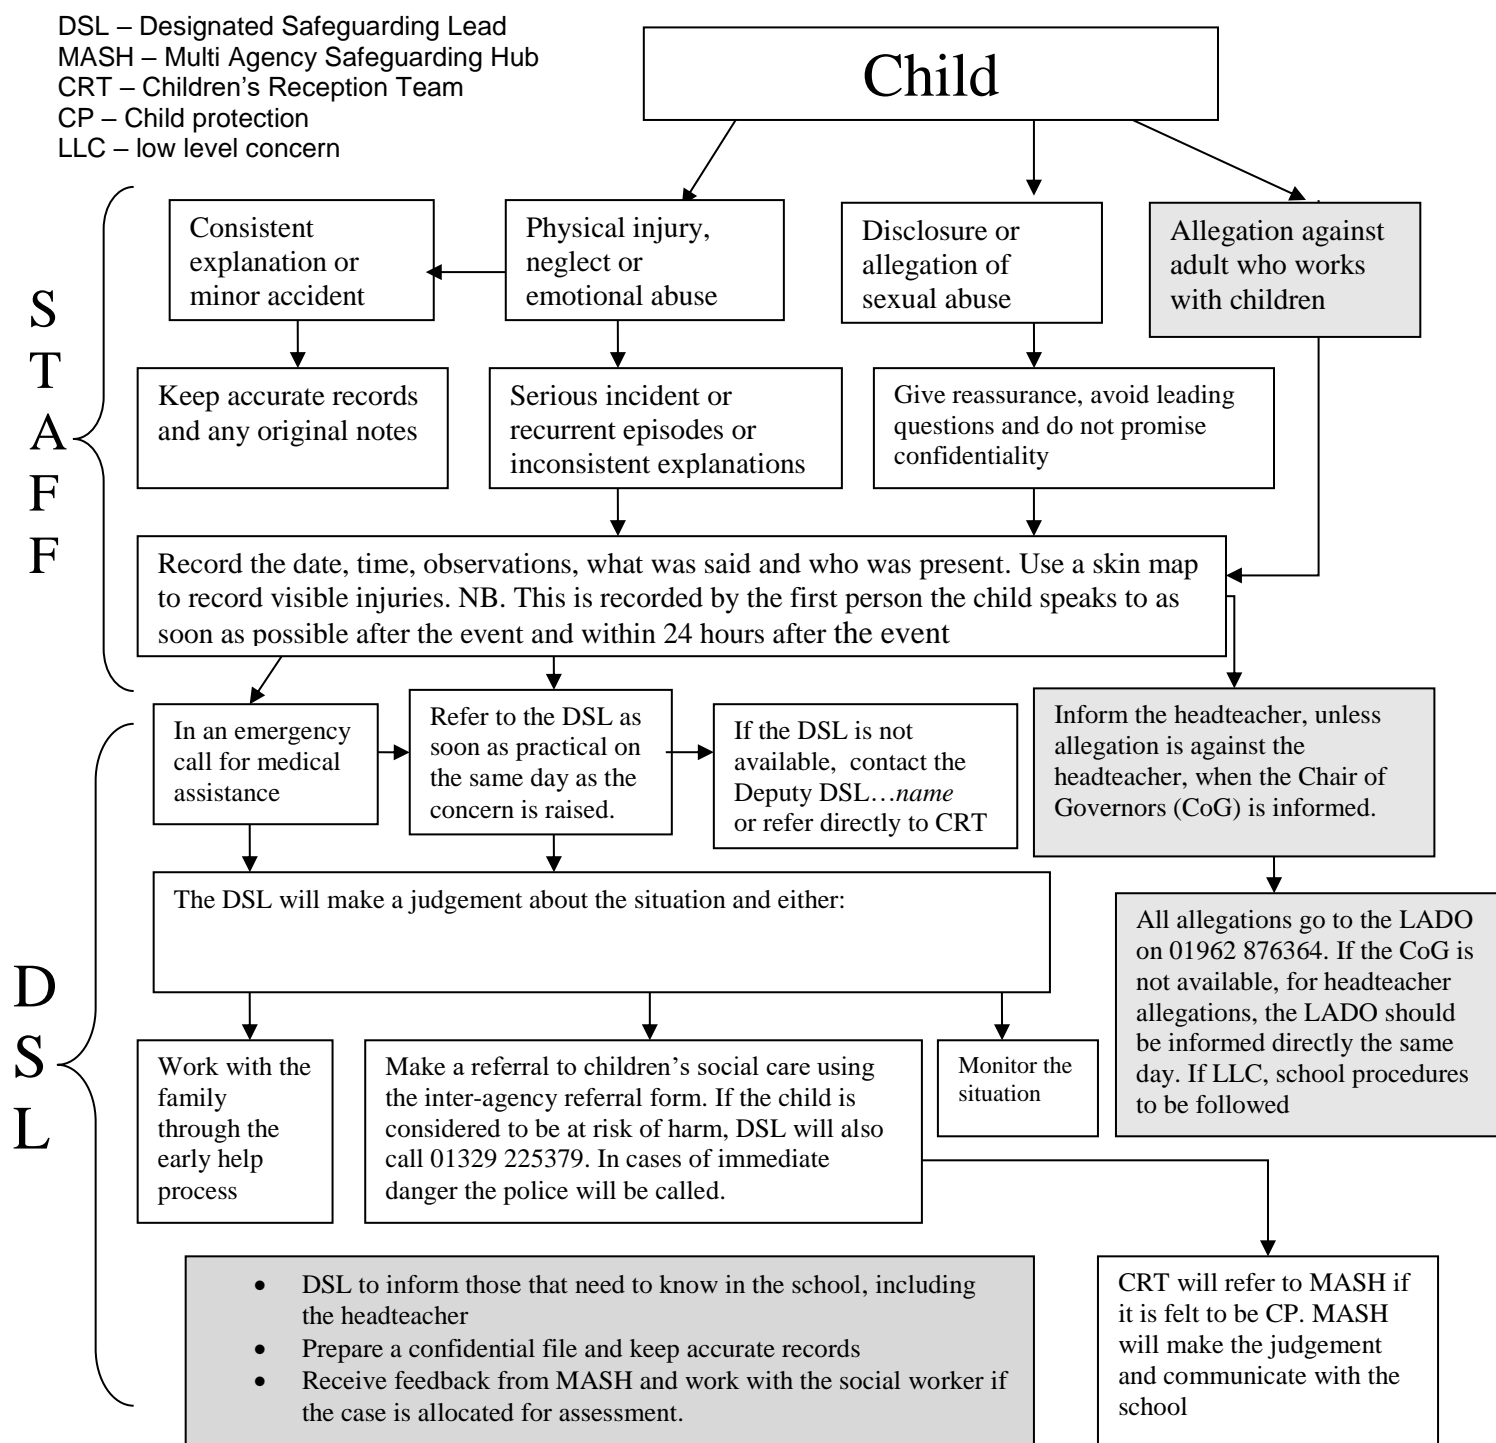 DSL – Designated Safeguarding Lead
MASH – Multi Agency Safeguarding Hub
CRT – Children's Reception Team
CP – Child protection
LLC – low level concern
Child
STAFF
Consistent
explanation or
minor accident
Physical injury,
neglect or
emotional abuse
Disclosure or
allegation of
sexual abuse
Allegation against
adult who works
with children
Keep accurate records
and any original notes
Serious incident or
recurrent episodes or
inconsistent explanations
Give reassurance, avoid leading
questions and do not promise
confidentiality
Record the date, time, observations, what was said and who was present. Use a skin map
to record visible injuries. NB. This is recorded by the first person the child speaks to as
soon as possible after the event and within 24 hours after the event
DSL
In an emergency
call for medical
assistance
Refer to the DSL as
soon as practical on
the same day as the
concern is raised.
If the DSL is not
available, contact the
Deputy DSL…name
or refer directly to CRT
Inform the headteacher, unless
allegation is against the
headteacher, when the Chair of
Governors (CoG) is informed.
The DSL will make a judgement about the situation and either:
All allegations go to the LADO
on 01962 876364. If the CoG is
not available, for headteacher
allegations, the LADO should
be informed directly the same
day. If LLC, school procedures
to be followed
Work with the
family
through the
early help
process
Make a referral to children's social care using
the inter-agency referral form. If the child is
considered to be at risk of harm, DSL will also
call 01329 225379. In cases of immediate
danger the police will be called.
Monitor the
situation
• DSL to inform those that need to know in the school, including
the headteacher
• Prepare a confidential file and keep accurate records
• Receive feedback from MASH and work with the social worker if
the case is allocated for assessment.
CRT will refer to MASH if
it is felt to be CP. MASH
will make the judgement
and communicate with the
school